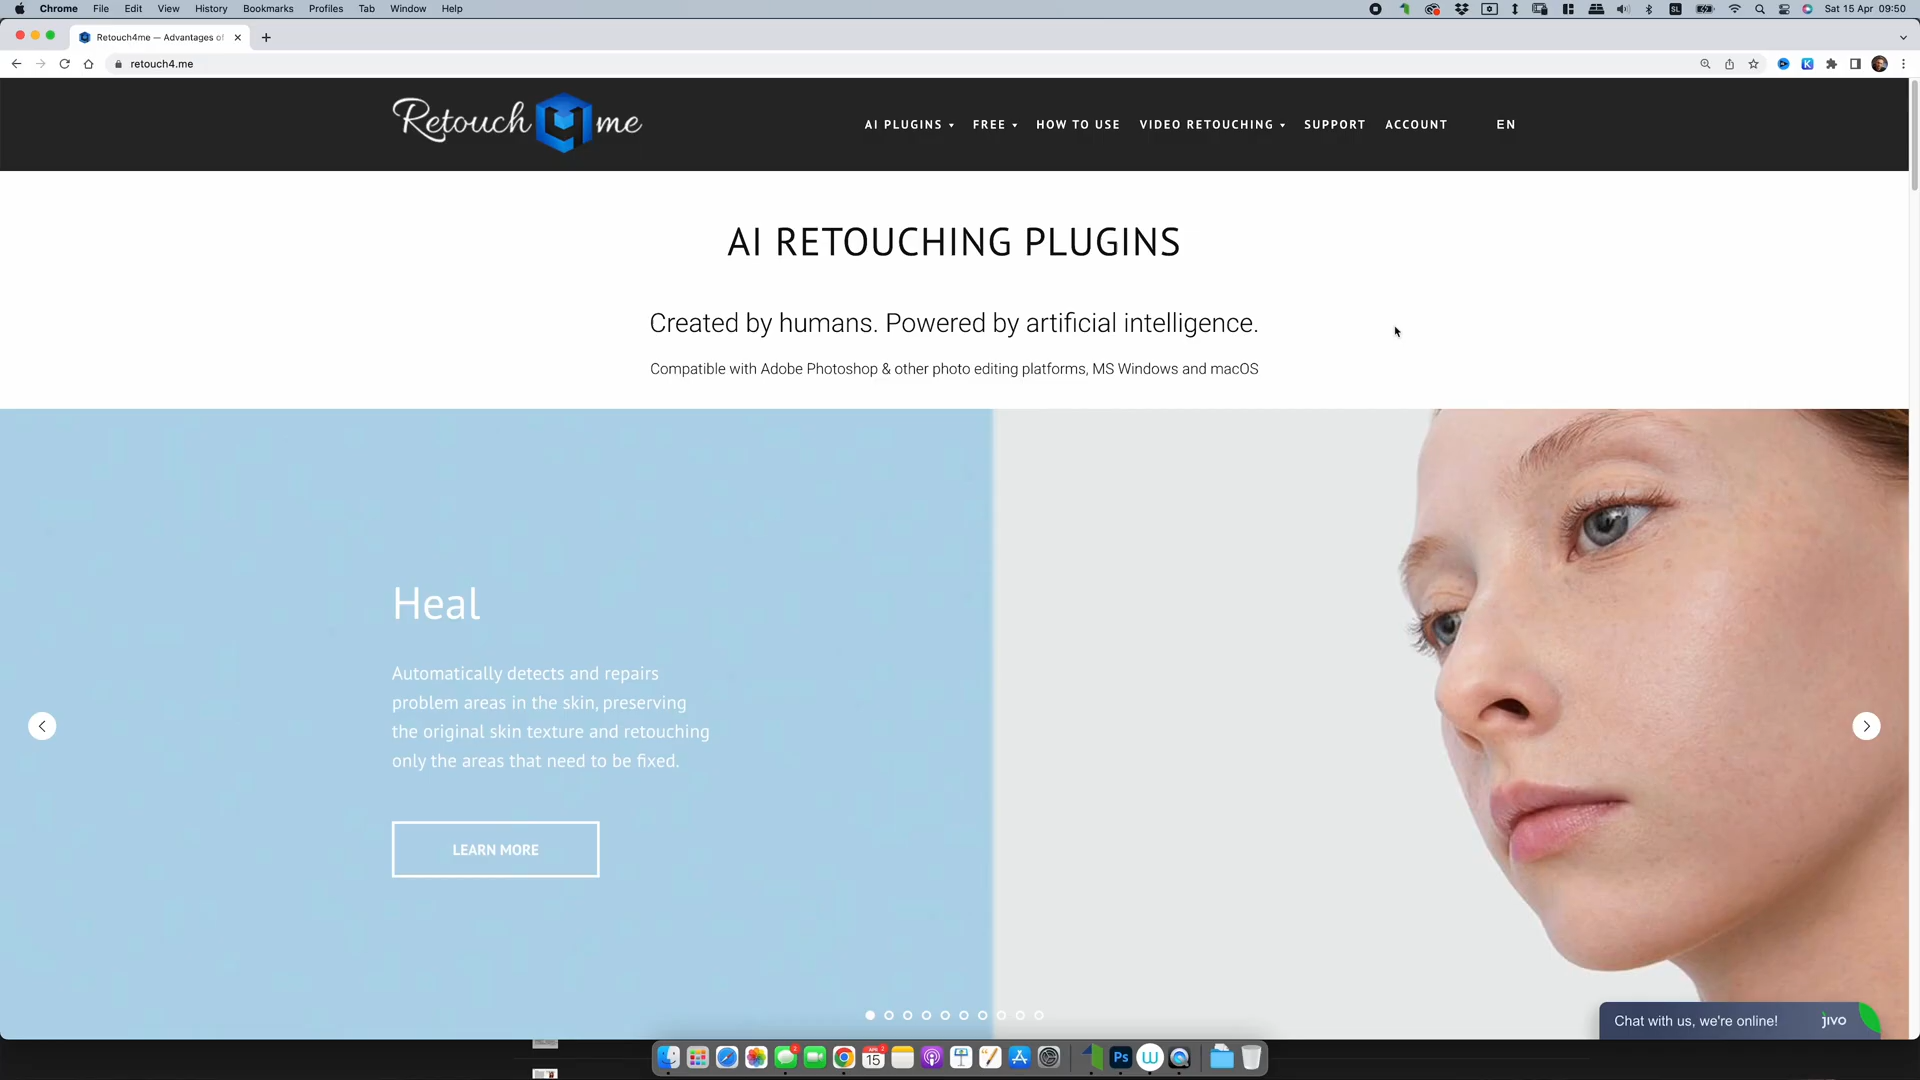 Chrome File Edit View History Bookmarks Profiles Tab Window Help
SL
Sat 15 Apr 09:50
Retouch4me — Advantages of
retouch4.me
Retouch4me
AI PLUGINS FREE HOW TO USE VIDEO RETOUCHING SUPPORT ACCOUNT EN
AI RETOUCHING PLUGINS
Created by humans. Powered by artificial intelligence.
Compatible with Adobe Photoshop & other photo editing platforms, MS Windows and macOS
Heal
Automatically detects and repairs
problem areas in the skin, preserving
the original skin texture and retouching
only the areas that need to be fixed.
LEARN MORE
Chat with us, we're online! jivo
15
Ps